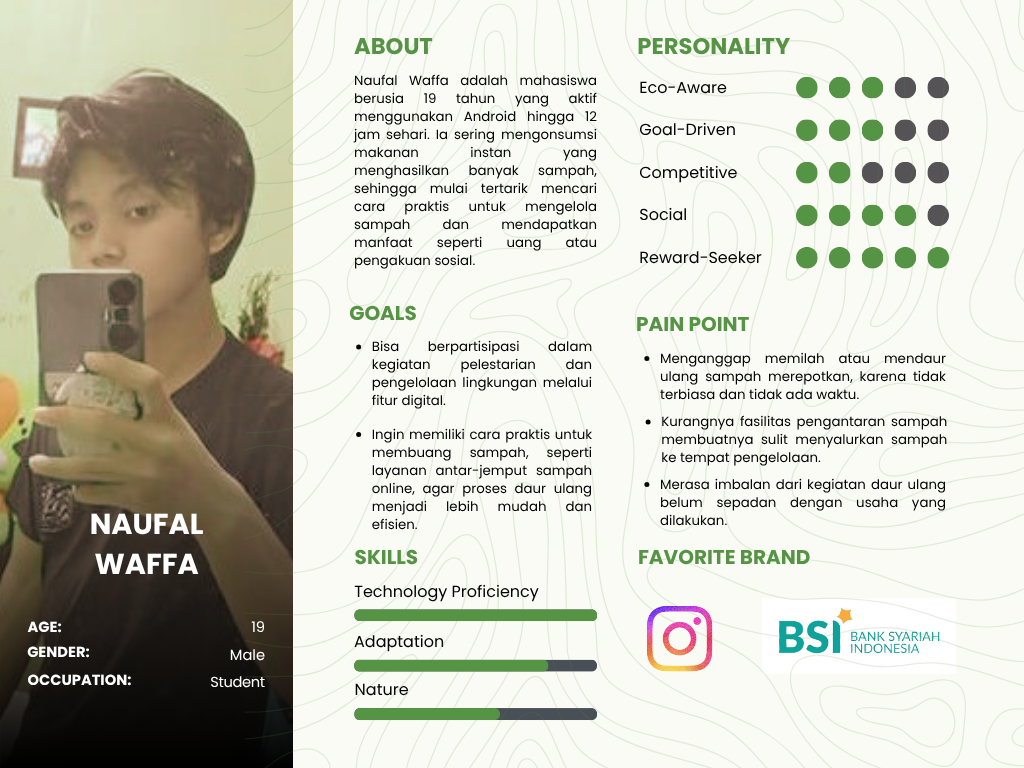 NAUFAL
WAFFA
AGE: 19
GENDER: Male
OCCUPATION: Student
ABOUT
Naufal Waffa adalah mahasiswa
berusia 19 tahun yang aktif
menggunakan Android hingga 12
jam sehari. Ia sering mengonsumsi
makanan instan yang
menghasilkan banyak sampah,
sehingga mulai tertarik mencari
cara praktis untuk mengelola
sampah dan mendapatkan
manfaat seperti uang atau
pengakuan sosial.
GOALS
• Bisa berpartisipasi dalam
kegiatan pelestarian dan
pengelolaan lingkungan melalui
fitur digital.
• Ingin memiliki cara praktis untuk
membuang sampah, seperti
layanan antar-jemput sampah
online, agar proses daur ulang
menjadi lebih mudah dan
efisien.
SKILLS
Technology Proficiency
Adaptation
Nature
PERSONALITY
Eco-Aware
Goal-Driven
Competitive
Social
Reward-Seeker
PAIN POINT
• Menganggap memilah atau mendaur
ulang sampah merepotkan, karena tidak
terbiasa dan tidak ada waktu.
• Kurangnya fasilitas pengantaran sampah
membuatnya sulit menyalurkan sampah
ke tempat pengelolaan.
• Merasa imbalan dari kegiatan daur ulang
belum sepadan dengan usaha yang
dilakukan.
FAVORITE BRAND
BSI BANK SYARIAH
INDONESIA